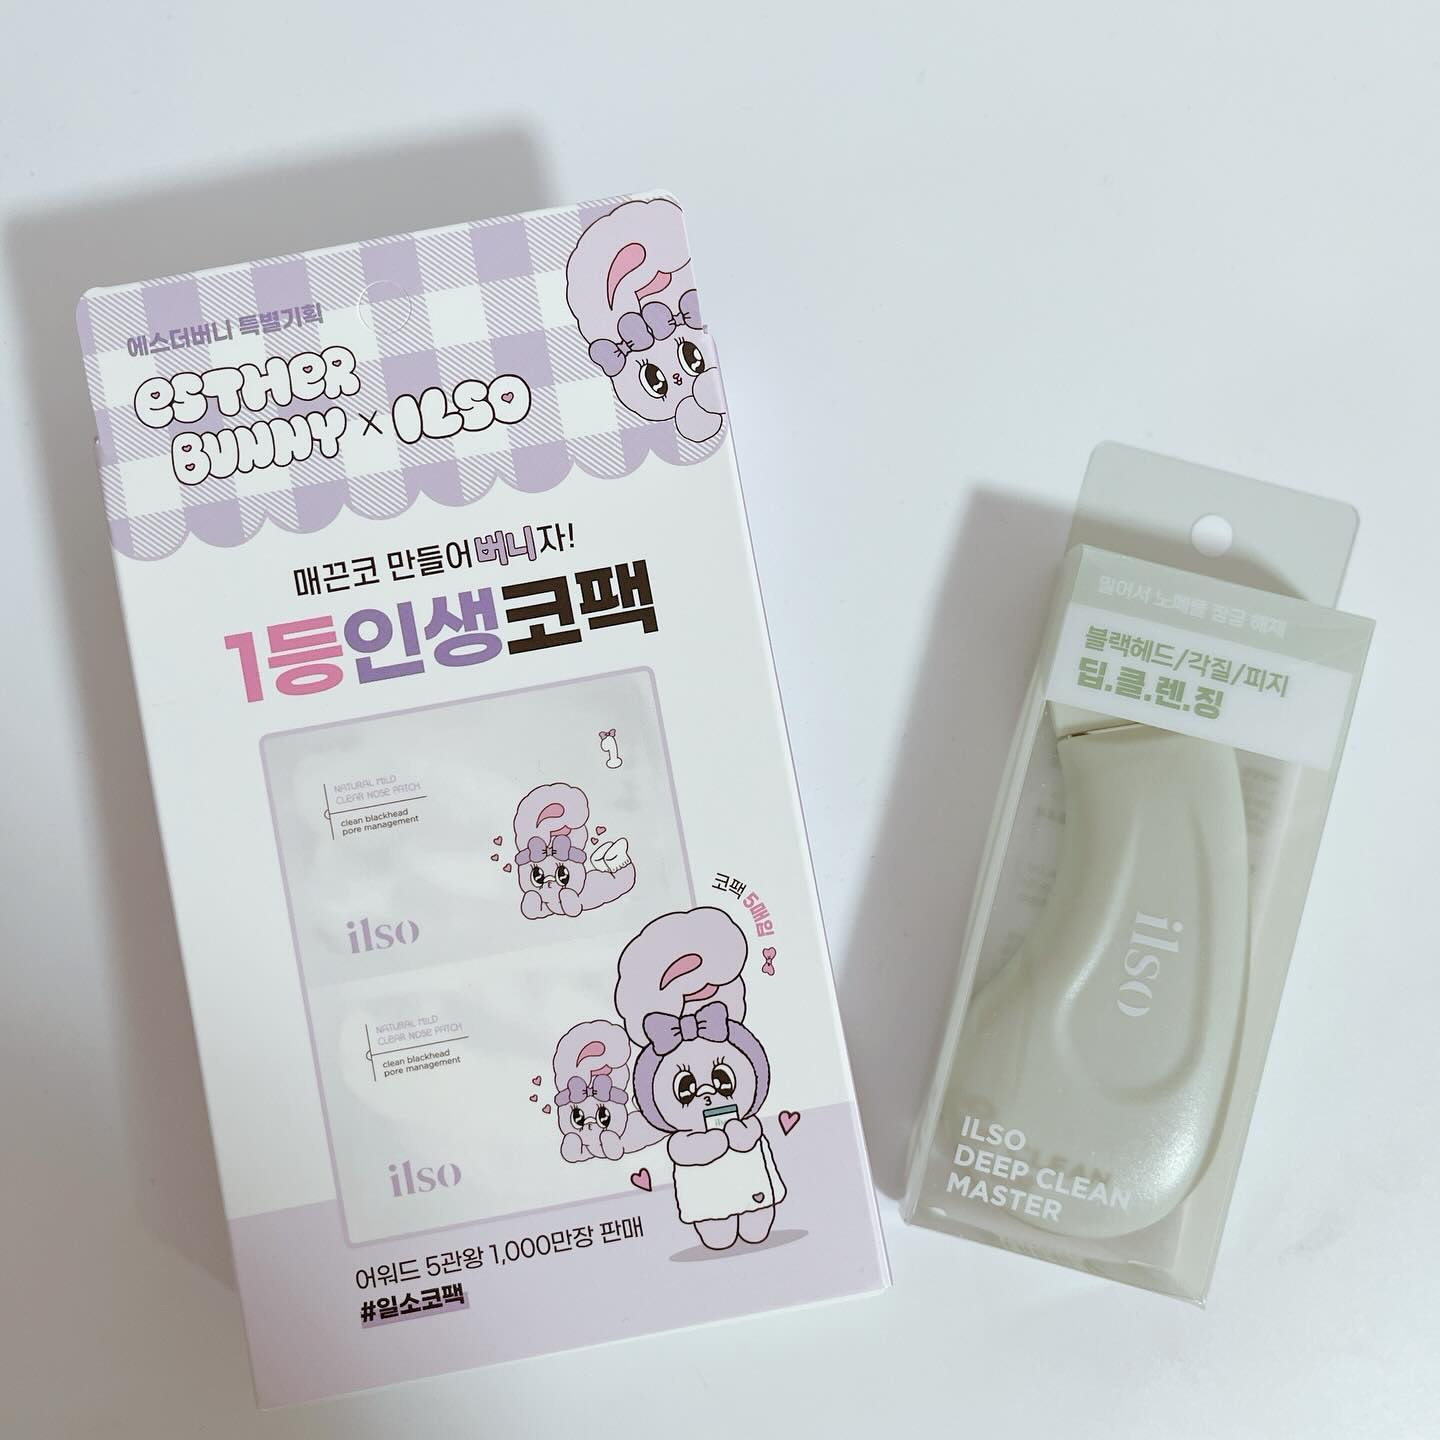 에스더버니 특별기획
ESTHER
BUNNY X ILSO
매끈코 만들어버니자!
1등인생코팩
1
NATURAL MILD
CLEAR NOSE PATCH
clean blackhead
pore management
ilso
코팩 5매입
NATURAL MILD
CLEAR NOSE PATCH
clean blackhead
pore management
ilso
어워드 5관왕 1,000만장 판매
#일소코팩
밀어서 노폐물 잠금 해제
블랙헤드/각질/피지
딥.클.렌.징
ilso
ILSO
DEEP CLEAN
MASTER